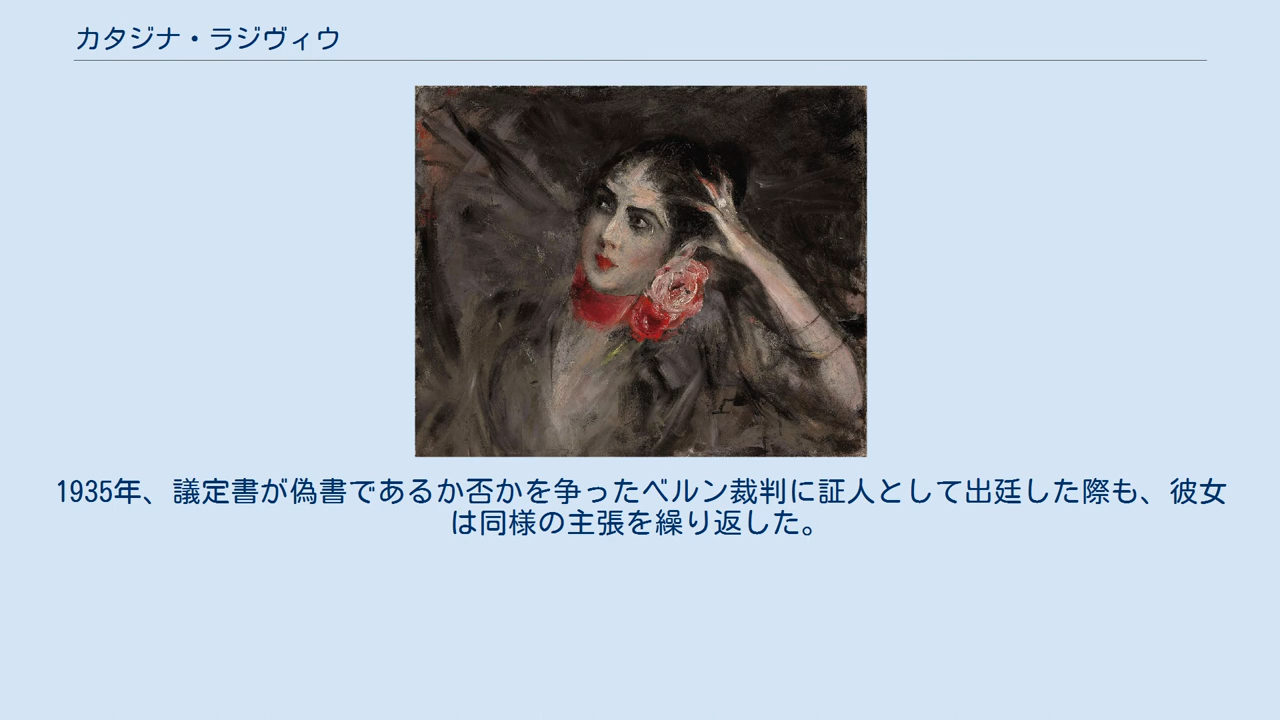 カタジナ・ラジヴィウ
1935年、議定書が偽書であるか否かを争ったベルン裁判に証人として出廷した際も、彼女
は同様の主張を繰り返した。